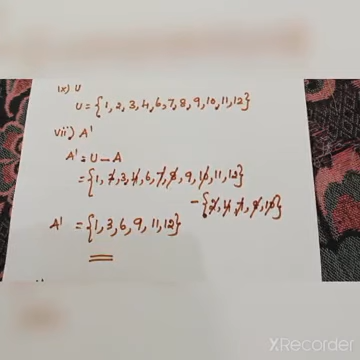 ix) U
U = {1, 2, 3, 4, 6, 7, 8, 9, 10, 11, 12}
vii) A'
A' = U - A
= {1, 2, 3, 4, 6, 7, 8, 9, 10, 11, 12}
- {2, 4, 7, 8, 10}
A' = {1, 3, 6, 9, 11, 12}
XRecorder